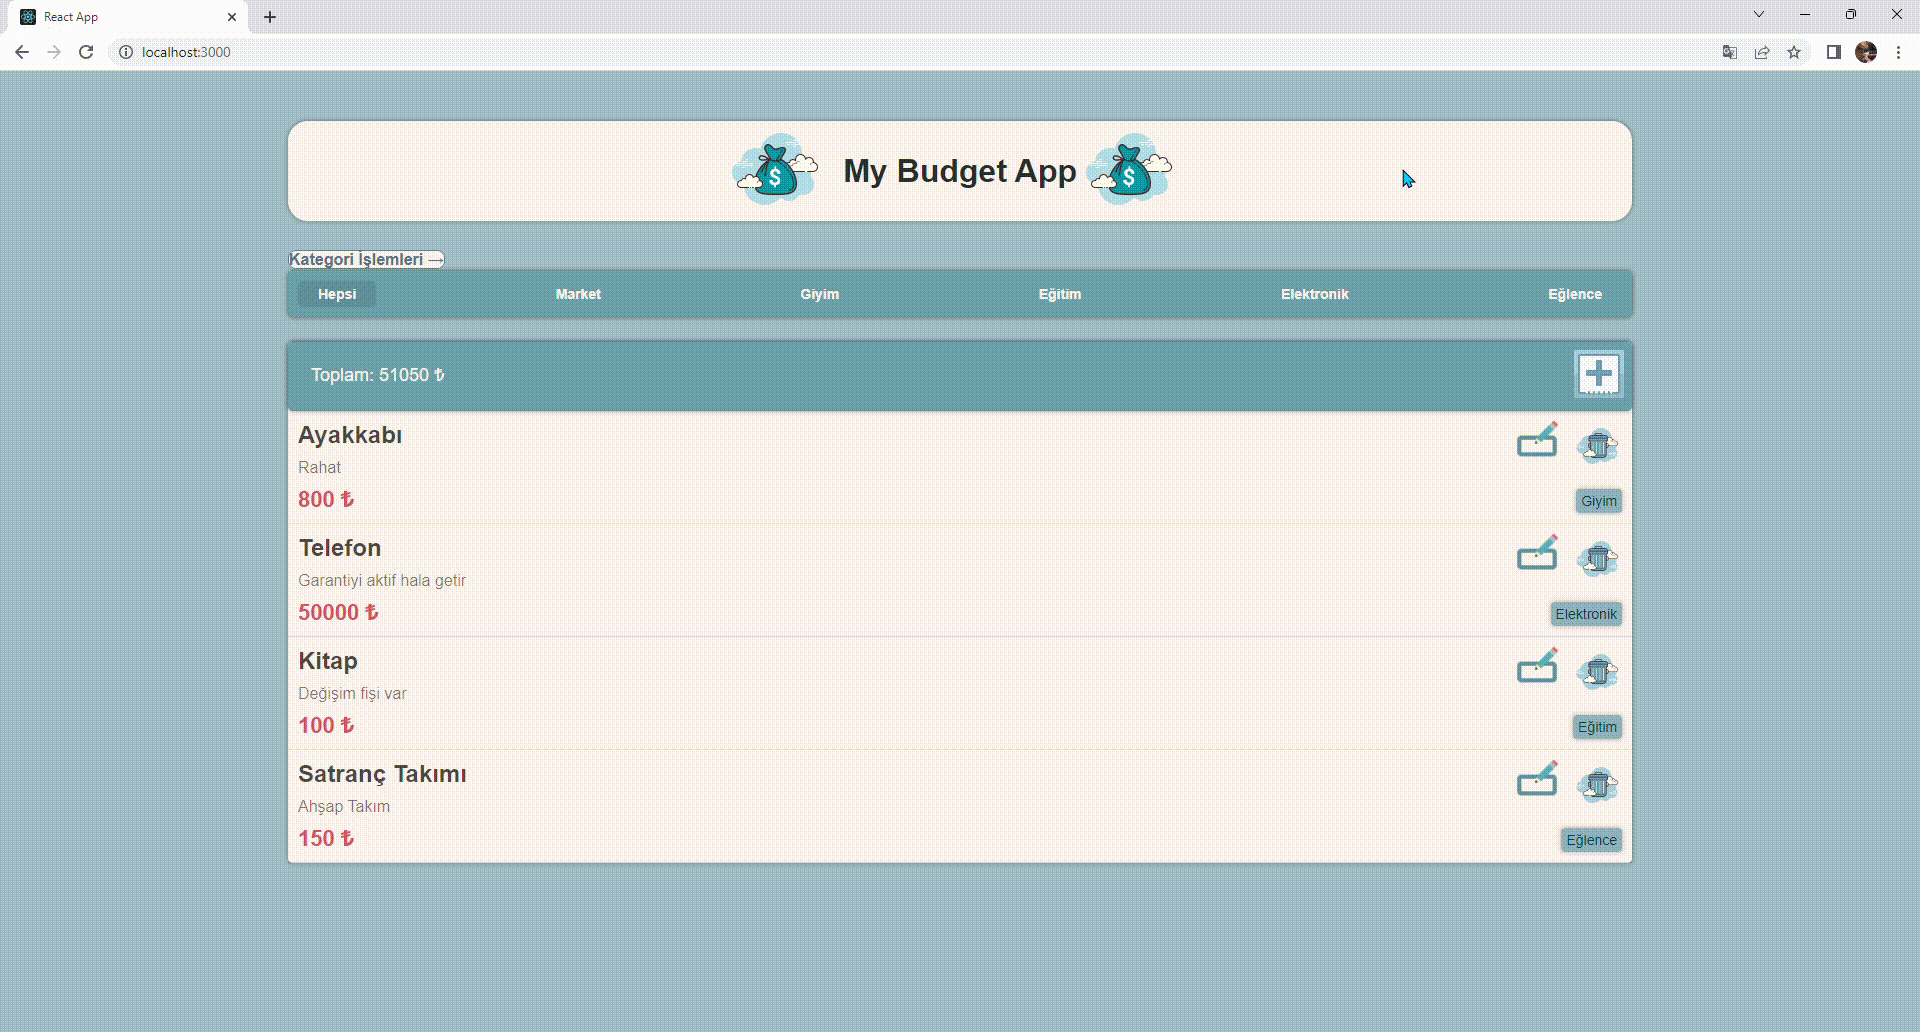 React App
localhost:3000
My Budget App
Kategori İşlemleri →
Hepsi Market Giyim Eğitim Elektronik Eğlence
Toplam: 51050 ₺
Ayakkabı
Rahat
800 ₺
Giyim
Telefon
Garantiyi aktif hala getir
50000 ₺
Elektronik
Kitap
Değişim fişi var
100 ₺
Eğitim
Satranç Takımı
Ahşap Takım
150 ₺
Eğlence